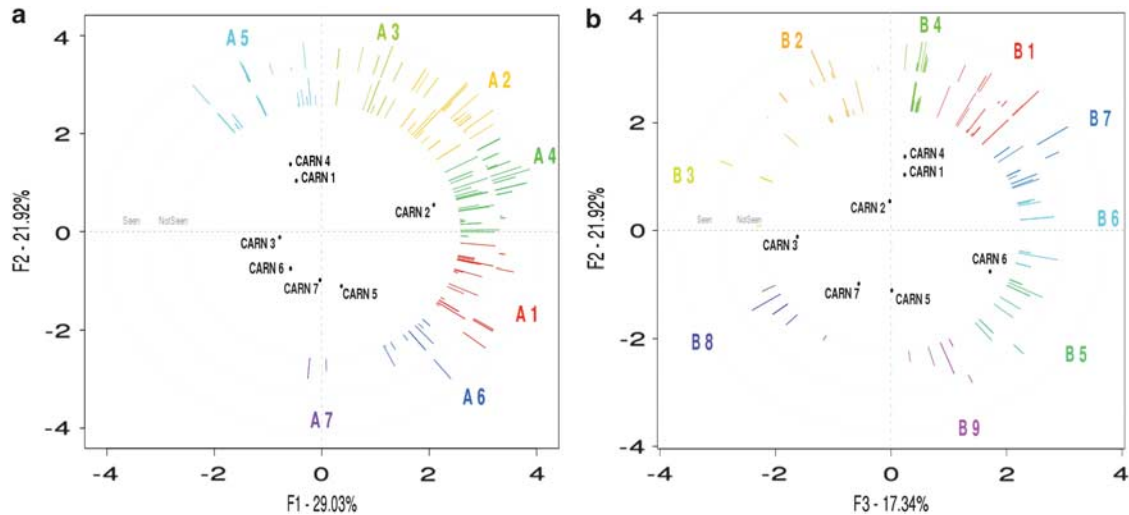 a
A 5
A 3
A 2
A 4
CARN 4
CARN 1
CARN 2
Seen NotSeen
CARN 3
CARN 6
CARN 7
CARN 5
A 1
A 6
A 7
4
2
0
-2
-4
-4
-2
0
2
4
F2 - 21.92%
F1 - 29.03%
b
B 2
B 4
B 1
B 7
B 3
CARN 4
CARN 1
CARN 2
B 6
Seen NotSeen
CARN 3
CARN 6
CARN 7
CARN 5
B 8
B 5
B 9
4
2
0
-2
-4
-4
-2
0
2
4
F2 - 21.92%
F3 - 17.34%